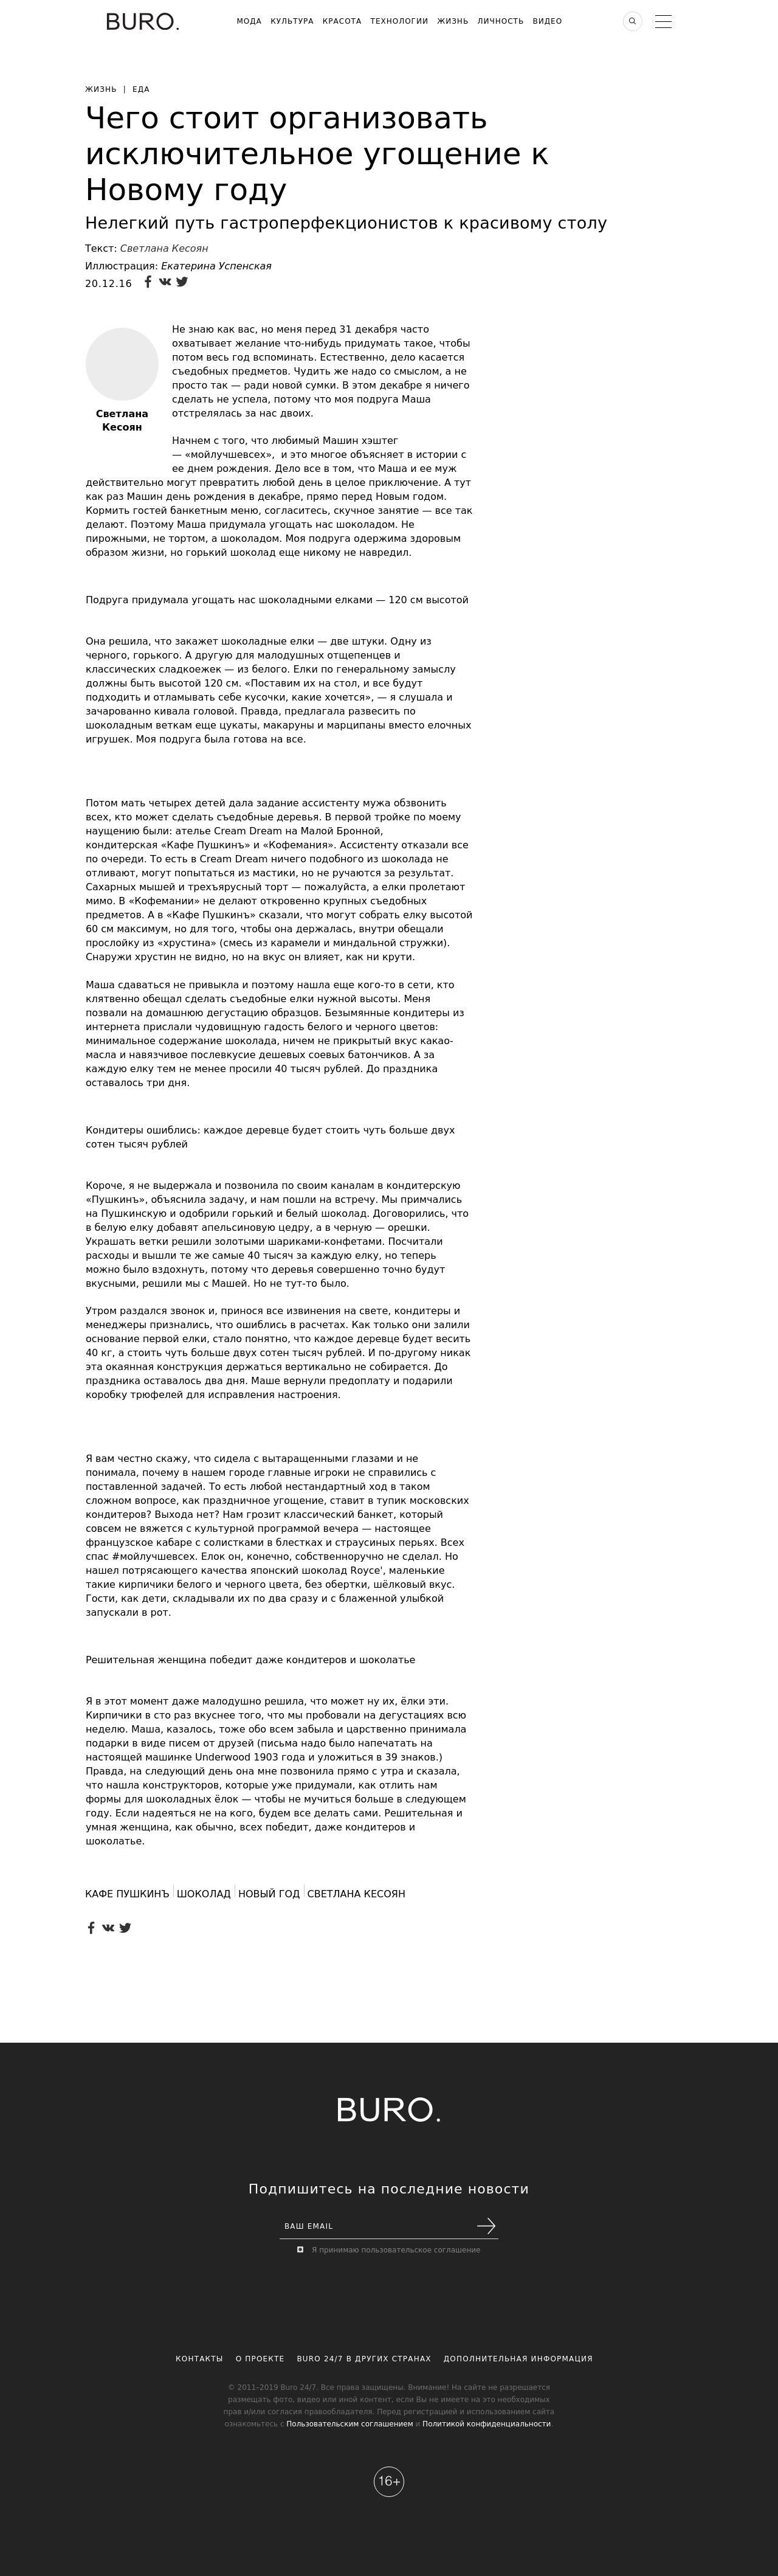 BURO.
МОДА КУЛЬТУРА КРАСОТА ТЕХНОЛОГИИ ЖИЗНЬ ЛИЧНОСТЬ ВИДЕО
ЖИЗНЬ | ЕДА
Чего стоит организовать
исключительное угощение к
Новому году
Нелегкий путь гастроперфекционистов к красивому столу
Текст: Светлана Кесоян
Иллюстрация: Екатерина Успенская
20.12.16
Светлана
Кесоян
Не знаю как вас, но меня перед 31 декабря часто
охватывает желание что-нибудь придумать такое, чтобы
потом весь год вспоминать. Естественно, дело касается
съедобных предметов. Чудить же надо со смыслом, а не
просто так — ради новой сумки. В этом декабре я ничего
сделать не успела, потому что моя подруга Маша
отстрелялась за нас двоих.
Начнем с того, что любимый Машин хэштег
— «мойлучшевсех», и это многое объясняет в истории с
ее днем рождения. Дело все в том, что Маша и ее муж
действительно могут превратить любой день в целое приключение. А тут
как раз Машин день рождения в декабре, прямо перед Новым годом.
Кормить гостей банкетным меню, согласитесь, скучное занятие — все так
делают. Поэтому Маша придумала угощать нас шоколадом. Не
пирожными, не тортом, а шоколадом. Моя подруга одержима здоровым
образом жизни, но горький шоколад еще никому не навредил.
Подруга придумала угощать нас шоколадными елками — 120 см высотой
Она решила, что закажет шоколадные елки — две штуки. Одну из
черного, горького. А другую для малодушных отщепенцев и
классических сладкоежек — из белого. Елки по генеральному замыслу
должны быть высотой 120 см. «Поставим их на стол, и все будут
подходить и отламывать себе кусочки, какие хочется», — я слушала и
зачарованно кивала головой. Правда, предлагала развесить по
шоколадным веткам еще цукаты, макаруны и марципаны вместо елочных
игрушек. Моя подруга была готова на все.
Потом мать четырех детей дала задание ассистенту мужа обзвонить
всех, кто может сделать съедобные деревья. В первой тройке по моему
наущению были: ателье Cream Dream на Малой Бронной,
кондитерская «Кафе Пушкинъ» и «Кофемания». Ассистенту отказали все
по очереди. То есть в Cream Dream ничего подобного из шоколада не
отливают, могут попытаться из мастики, но не ручаются за результат.
Сахарных мышей и трехъярусный торт — пожалуйста, а елки пролетают
мимо. В «Кофемании» не делают откровенно крупных съедобных
предметов. А в «Кафе Пушкинъ» сказали, что могут собрать елку высотой
60 см максимум, но для того, чтобы она держалась, внутри обещали
прослойку из «хрустина» (смесь из карамели и миндальной стружки).
Снаружи хрустин не видно, но на вкус он влияет, как ни крути.
Маша сдаваться не привыкла и поэтому нашла еще кого-то в сети, кто
клятвенно обещал сделать съедобные елки нужной высоты. Меня
позвали на домашнюю дегустацию образцов. Безымянные кондитеры из
интернета прислали чудовищную гадость белого и черного цветов:
минимальное содержание шоколада, ничем не прикрытый вкус какао-
масла и навязчивое послевкусие дешевых соевых батончиков. А за
каждую елку тем не менее просили 40 тысяч рублей. До праздника
оставалось три дня.
Кондитеры ошиблись: каждое деревце будет стоить чуть больше двух
сотен тысяч рублей
Короче, я не выдержала и позвонила по своим каналам в кондитерскую
«Пушкинъ», объяснила задачу, и нам пошли на встречу. Мы примчались
на Пушкинскую и одобрили горький и белый шоколад. Договорились, что
в белую елку добавят апельсиновую цедру, а в черную — орешки.
Украшать ветки решили золотыми шариками-конфетами. Посчитали
расходы и вышли те же самые 40 тысяч за каждую елку, но теперь
можно было вздохнуть, потому что деревья совершенно точно будут
вкусными, решили мы с Машей. Но не тут-то было.
Утром раздался звонок и, принося все извинения на свете, кондитеры и
менеджеры признались, что ошиблись в расчетах. Как только они залили
основание первой елки, стало понятно, что каждое деревце будет весить
40 кг, а стоить чуть больше двух сотен тысяч рублей. И по-другому никак
эта окаянная конструкция держаться вертикально не собирается. До
праздника оставалось два дня. Маше вернули предоплату и подарили
коробку трюфелей для исправления настроения.
Я вам честно скажу, что сидела с вытаращенными глазами и не
понимала, почему в нашем городе главные игроки не справились с
поставленной задачей. То есть любой нестандартный ход в таком
сложном вопросе, как праздничное угощение, ставит в тупик московских
кондитеров? Выхода нет? Нам грозит классический банкет, который
совсем не вяжется с культурной программой вечера — настоящее
французское кабаре с солистками в блестках и страусиных перьях. Всех
спас #мойлучшевсех. Елок он, конечно, собственноручно не сделал. Но
нашел потрясающего качества японский шоколад Royce', маленькие
такие кирпичики белого и черного цвета, без обертки, шёлковый вкус.
Гости, как дети, складывали их по два сразу и с блаженной улыбкой
запускали в рот.
Решительная женщина победит даже кондитеров и шоколатье
Я в этот момент даже малодушно решила, что может ну их, ёлки эти.
Кирпичики в сто раз вкуснее того, что мы пробовали на дегустациях всю
неделю. Маша, казалось, тоже обо всем забыла и царственно принимала
подарки в виде писем от друзей (письма надо было напечатать на
настоящей машинке Underwood 1903 года и уложиться в 39 знаков.)
Правда, на следующий день она мне позвонила прямо с утра и сказала,
что нашла конструкторов, которые уже придумали, как отлить нам
формы для шоколадных ёлок — чтобы не мучиться больше в следующем
году. Если надеяться не на кого, будем все делать сами. Решительная и
умная женщина, как обычно, всех победит, даже кондитеров и
шоколатье.
КАФЕ ПУШКИНЪ ШОКОЛАД НОВЫЙ ГОД СВЕТЛАНА КЕСОЯН
BURO.
Подпишитесь на последние новости
ВАШ EMAIL
Я принимаю пользовательское соглашение
КОНТАКТЫ О ПРОЕКТЕ BURO 24/7 В ДРУГИХ СТРАНАХ ДОПОЛНИТЕЛЬНАЯ ИНФОРМАЦИЯ
© 2011–2019 Buro 24/7. Все права защищены. Внимание! На сайте не разрешается
размещать фото, видео или иной контент, если Вы не имеете на это необходимых
прав и/или согласия правообладателя. Перед регистрацией и использованием сайта
ознакомьтесь с Пользовательским соглашением и Политикой конфиденциальности.
16+